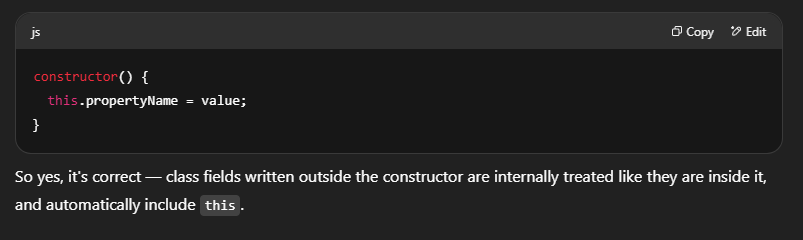 js
Copy
Edit
constructor() {
  this.propertyName = value;
}
So yes, it's correct — class fields written outside the constructor are internally treated like they are inside it,
and automatically include this.